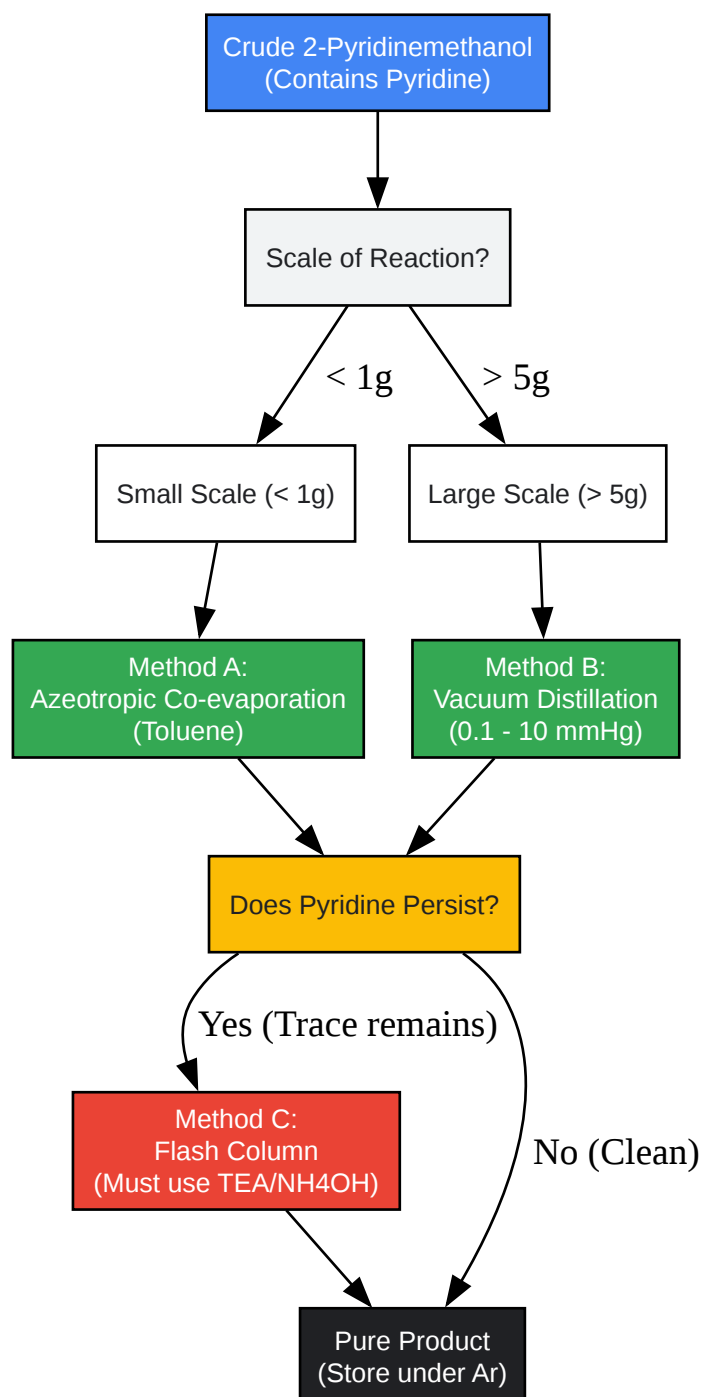 Crude 2-Pyridinemethanol
(Contains Pyridine)
Scale of Reaction?
< 1g
> 5g
Small Scale (< 1g)
Large Scale (> 5g)
Method A:
Azeotropic Co-evaporation
(Toluene)
Method B:
Vacuum Distillation
(0.1 - 10 mmHg)
Does Pyridine Persist?
Yes (Trace remains)
Method C:
Flash Column
(Must use TEA/NH4OH)
No (Clean)
Pure Product
(Store under Ar)